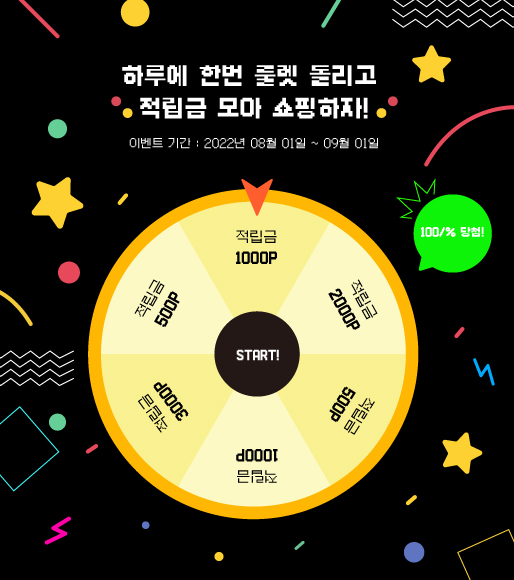 하루에 한번 룰렛 돌리고
적립금 모아 쇼핑하자!
이벤트 기간 : 2022년 08월 01일 ~ 09월 01일
100/% 당첨!
적립금
1000P
적립금
2000P
적립금
500P
적립금
1000P
적립금
3000P
적립금
500P
START!